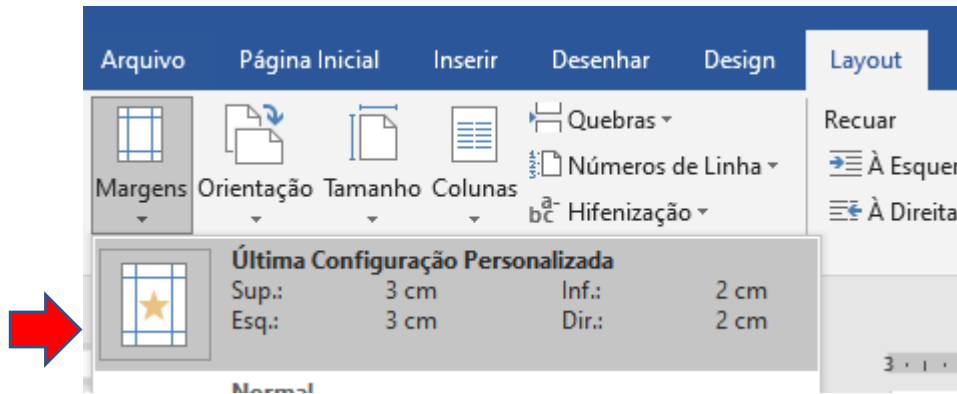 Arquivo Página Inicial Inserir Desenhar Design Layout
Quebras Recuar
Números de Linha À Esquer
Margens Orientação Tamanho Colunas Hifenização À Direita
Última Configuração Personalizada
Sup.: 3 cm Inf.: 2 cm
Esq.: 3 cm Dir.: 2 cm
3
Normal